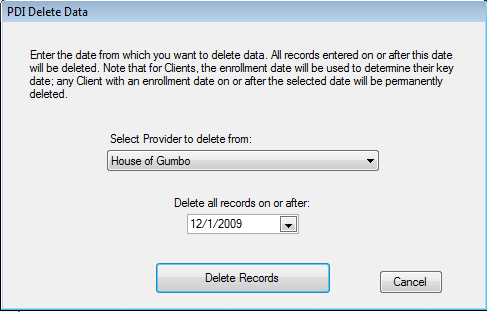 PDI Delete Data
Enter the date from which you want to delete data. All records entered on or after this date
will be deleted. Note that for Clients, the enrollment date will be used to determine their key
date; any Client with an enrollment date on or after the selected date will be permanently
deleted.
Select Provider to delete from:
House of Gumbo
Delete all records on or after:
12/1/2009
Delete Records
Cancel